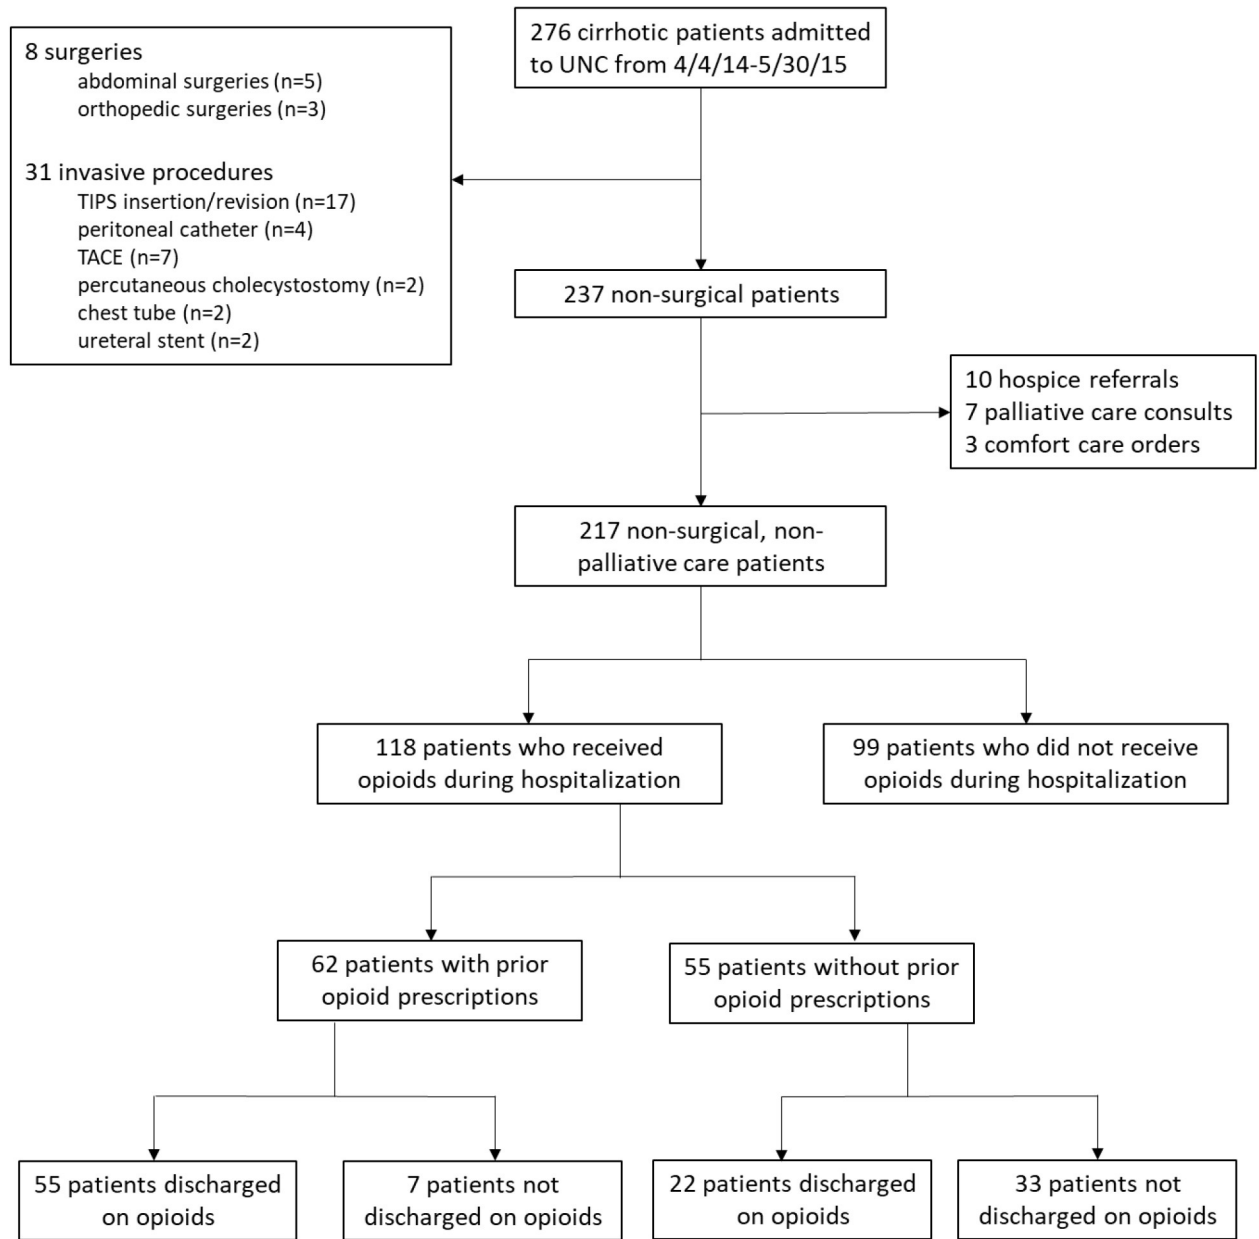 276 cirrhotic patients admitted
to UNC from 4/4/14-5/30/15
8 surgeries
abdominal surgeries (n=5)
orthopedic surgeries (n=3)
31 invasive procedures
TIPS insertion/revision (n=17)
peritoneal catheter (n=4)
TACE (n=7)
percutaneous cholecystostomy (n=2)
chest tube (n=2)
ureteral stent (n=2)
237 non-surgical patients
10 hospice referrals
7 palliative care consults
3 comfort care orders
217 non-surgical, non-
palliative care patients
118 patients who received
opioids during hospitalization
99 patients who did not receive
opioids during hospitalization
62 patients with prior
opioid prescriptions
55 patients without prior
opioid prescriptions
55 patients discharged
on opioids
7 patients not
discharged on opioids
22 patients discharged
on opioids
33 patients not
discharged on opioids